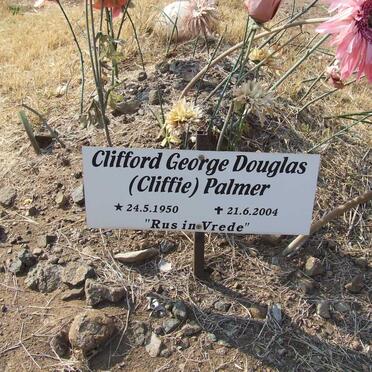 Clifford George Douglas
(Cliffie) Palmer
★ 24.5.1950 ✝ 21.6.2004
"Rus in Vrede"